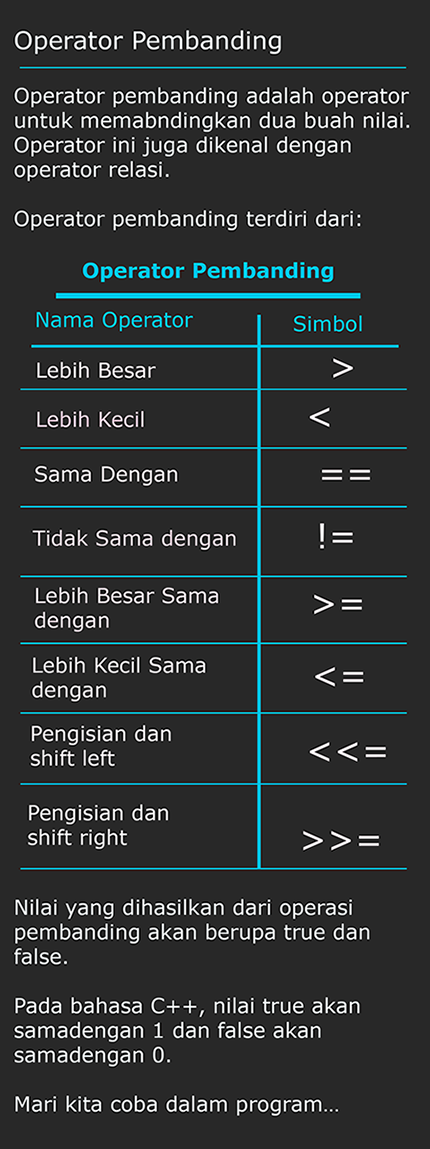 Operator Pembanding
Operator pembanding adalah operator
untuk memabndingkan dua buah nilai.
Operator ini juga dikenal dengan
operator relasi.
Operator pembanding terdiri dari:
Operator Pembanding
Nama Operator Simbol
Lebih Besar >
Lebih Kecil <
Sama Dengan ==
Tidak Sama dengan !=
Lebih Besar Sama
dengan >=
Lebih Kecil Sama
dengan <=
Pengisian dan
shift left <<=
Pengisian dan
shift right >>=
Nilai yang dihasilkan dari operasi
pembanding akan berupa true dan
false.
Pada bahasa C++, nilai true akan
samadengan 1 dan false akan
samadengan 0.
Mari kita coba dalam program...